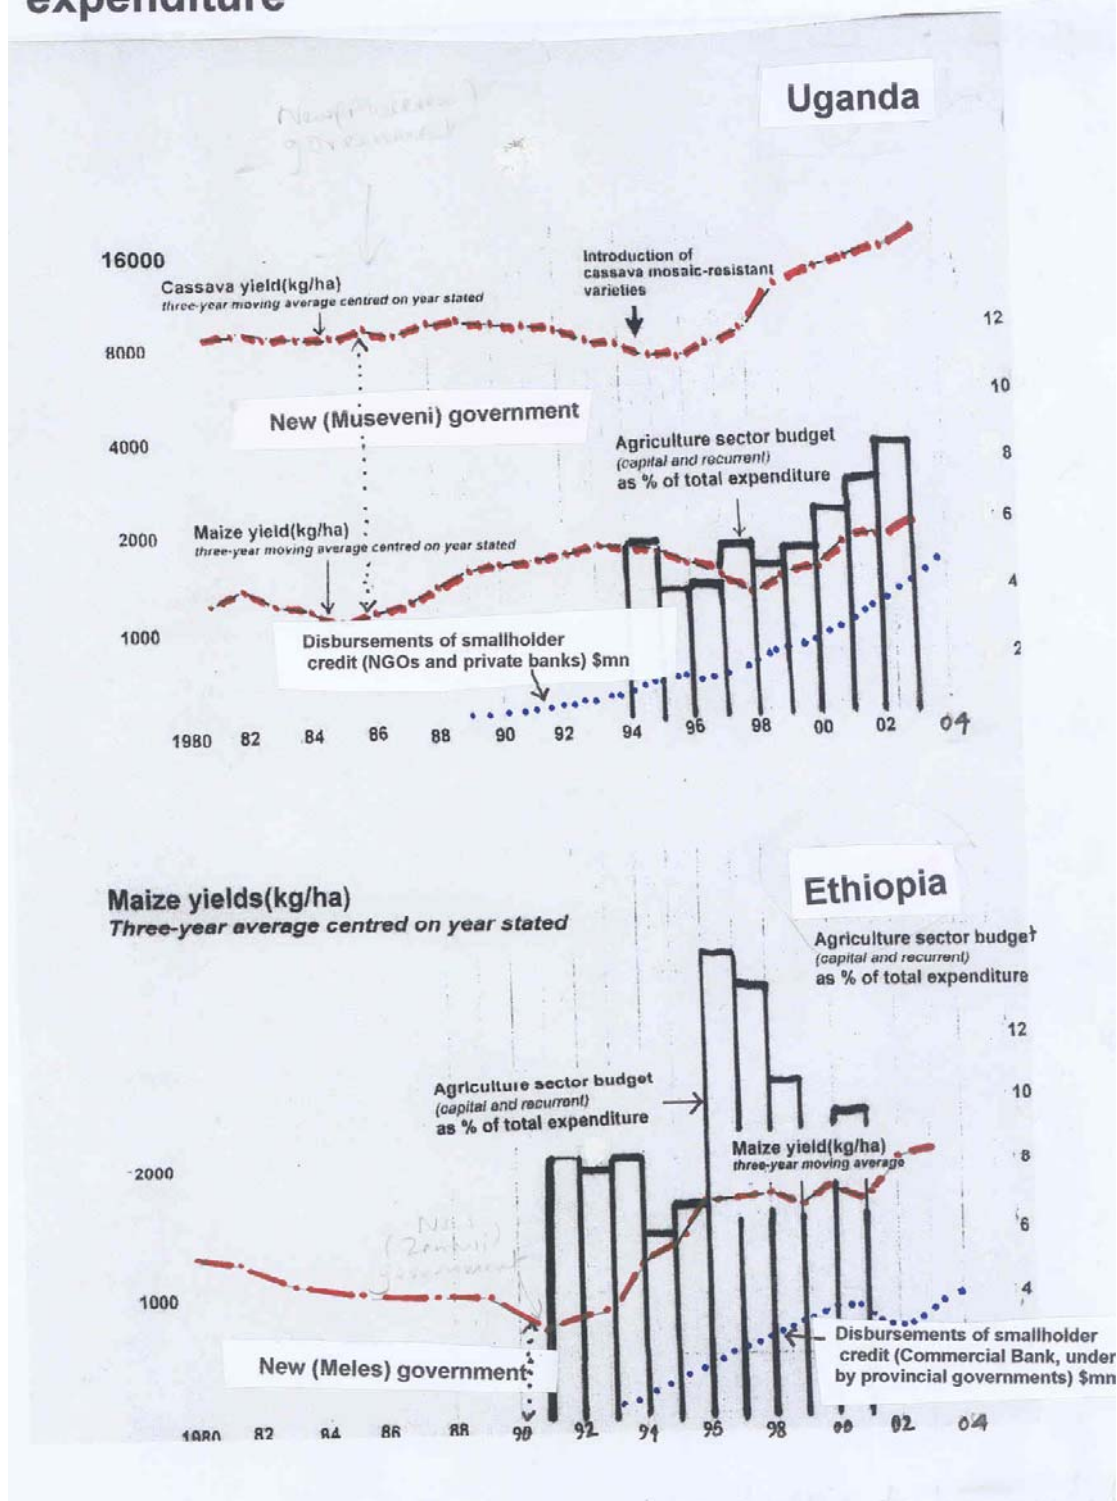 expenditure
Uganda
New
government
16000
Cassava yield(kg/ha)
three-year moving average centred on year stated
Introduction of
cassava mosaic-resistant
varieties
12
8000
10
New (Museveni) government
4000
Agriculture sector budget
(capital and recurrent)
as % of total expenditure
8
6
2000
Maize yield(kg/ha)
three-year moving average centred on year stated
4
1000
Disbursements of smallholder
credit (NGOs and private banks) $mn
2
1980 82 84 86 88 90 92 94 96 98 00 02 04
Maize yields(kg/ha)
Three-year average centred on year stated
Ethiopia
Agriculture sector budget
(capital and recurrent)
as % of total expenditure
12
Agriculture sector budget
(capital and recurrent)
as % of total expenditure
10
Maize yield(kg/ha)
three-year moving average
8
2000
6
New
(Zenawi)
government
1000
4
New (Meles) government
Disbursements of smallholder
credit (Commercial Bank, under
by provincial governments) $mn
1980 82 84 86 88 90 92 94 96 98 00 02 04